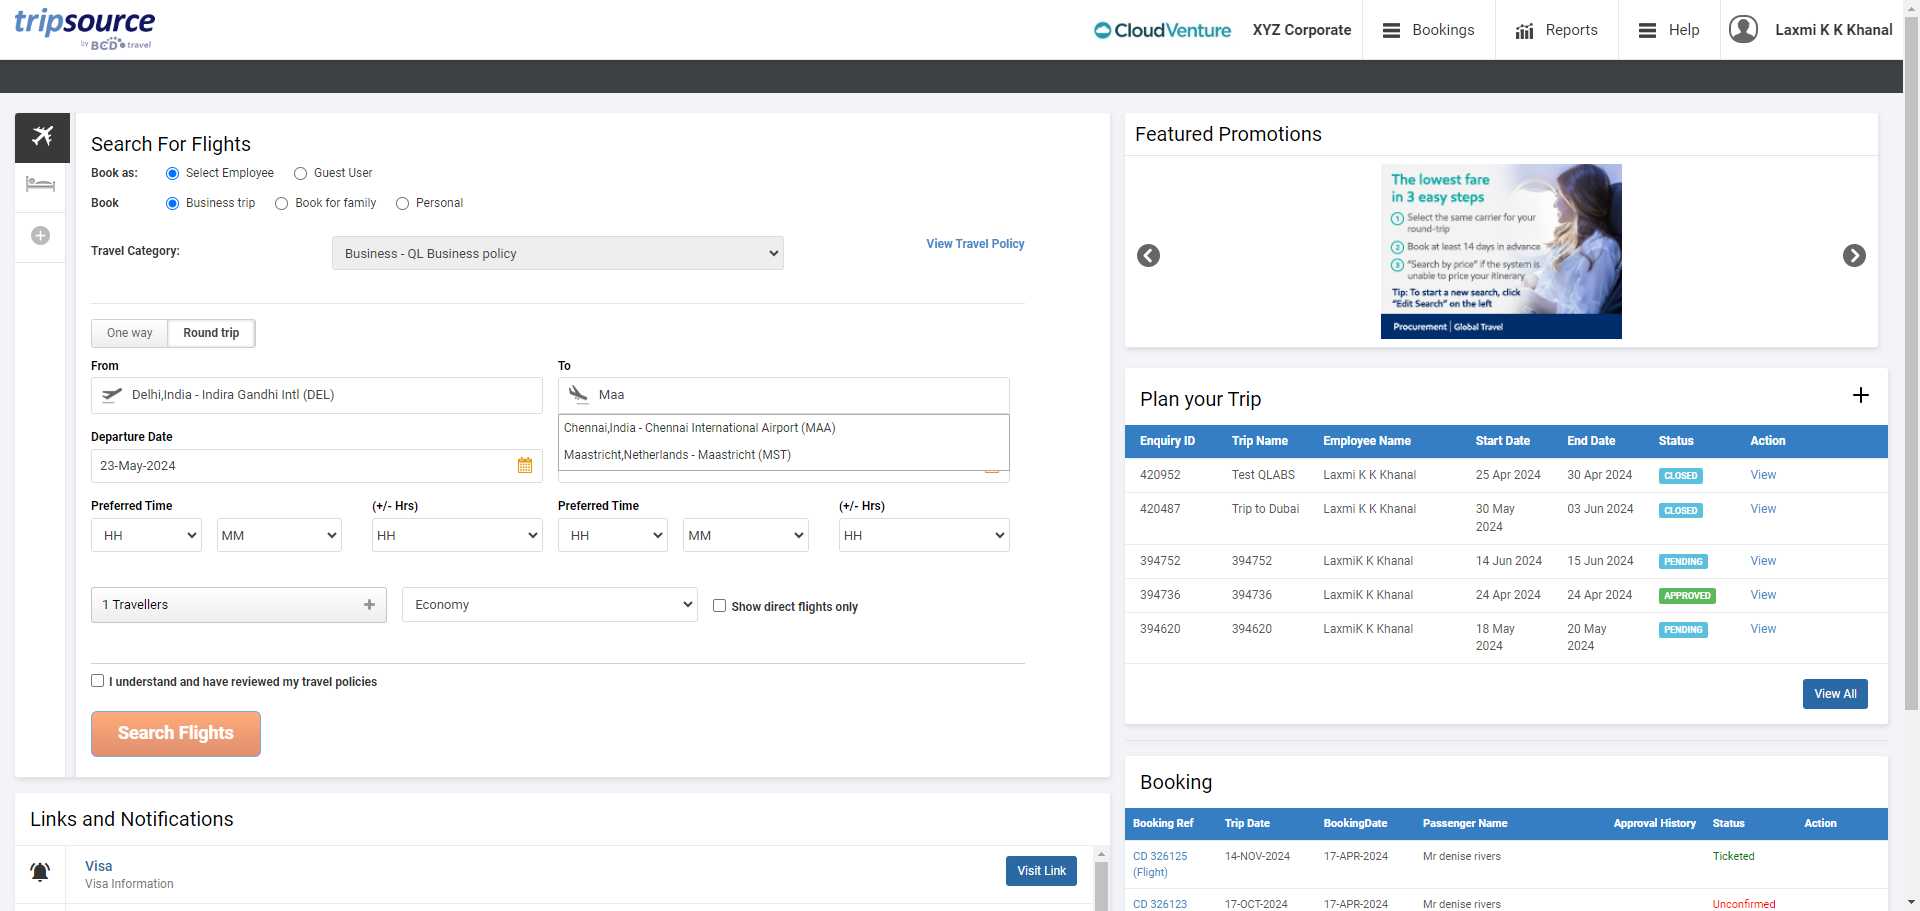 tripsource
by BCD travel
CloudVenture
XYZ Corporate
Bookings
Reports
Help
Laxmi K K Khanal
Search For Flights
Book as:
Select Employee
Guest User
Book
Business trip
Book for family
Personal
Travel Category:
Business - QL Business policy
View Travel Policy
One way
Round trip
From
To
Delhi,India - Indira Gandhi Intl (DEL)
Maa
Chennai,India - Chennai International Airport (MAA)
Maastricht,Netherlands - Maastricht (MST)
Departure Date
23-May-2024
Preferred Time
(+/- Hrs)
Preferred Time
(+/- Hrs)
HH
MM
HH
HH
MM
HH
1 Travellers
Economy
Show direct flights only
I understand and have reviewed my travel policies
Search Flights
Links and Notifications
Visa
Visa Information
Visit Link
Featured Promotions
The lowest fare
in 3 easy steps
1 Select the same carrier for your
round-trip
2 Book at least 14 days in advance
3 "Search by price" if the system is
unable to price your itinerary
Tip: To start a new search, click
"Edit Search" on the left
Procurement | Global Travel
Plan your Trip
Enquiry ID Trip Name Employee Name Start Date End Date Status Action
420952 Test QLABS Laxmi K K Khanal 25 Apr 2024 30 Apr 2024 CLOSED View
420487 Trip to Dubai Laxmi K K Khanal 30 May 2024 03 Jun 2024 CLOSED View
394752 394752 LaxmiK K Khanal 14 Jun 2024 15 Jun 2024 PENDING View
394736 394736 LaxmiK K Khanal 24 Apr 2024 24 Apr 2024 APPROVED View
394620 394620 LaxmiK K Khanal 18 May 2024 20 May 2024 PENDING View
View All
Booking
Booking Ref Trip Date BookingDate Passenger Name Approval History Status Action
CD 326125 (Flight) 14-NOV-2024 17-APR-2024 Mr denise rivers Ticketed
CD 326123 17-OCT-2024 17-APR-2024 Mr denise rivers Unconfirmed